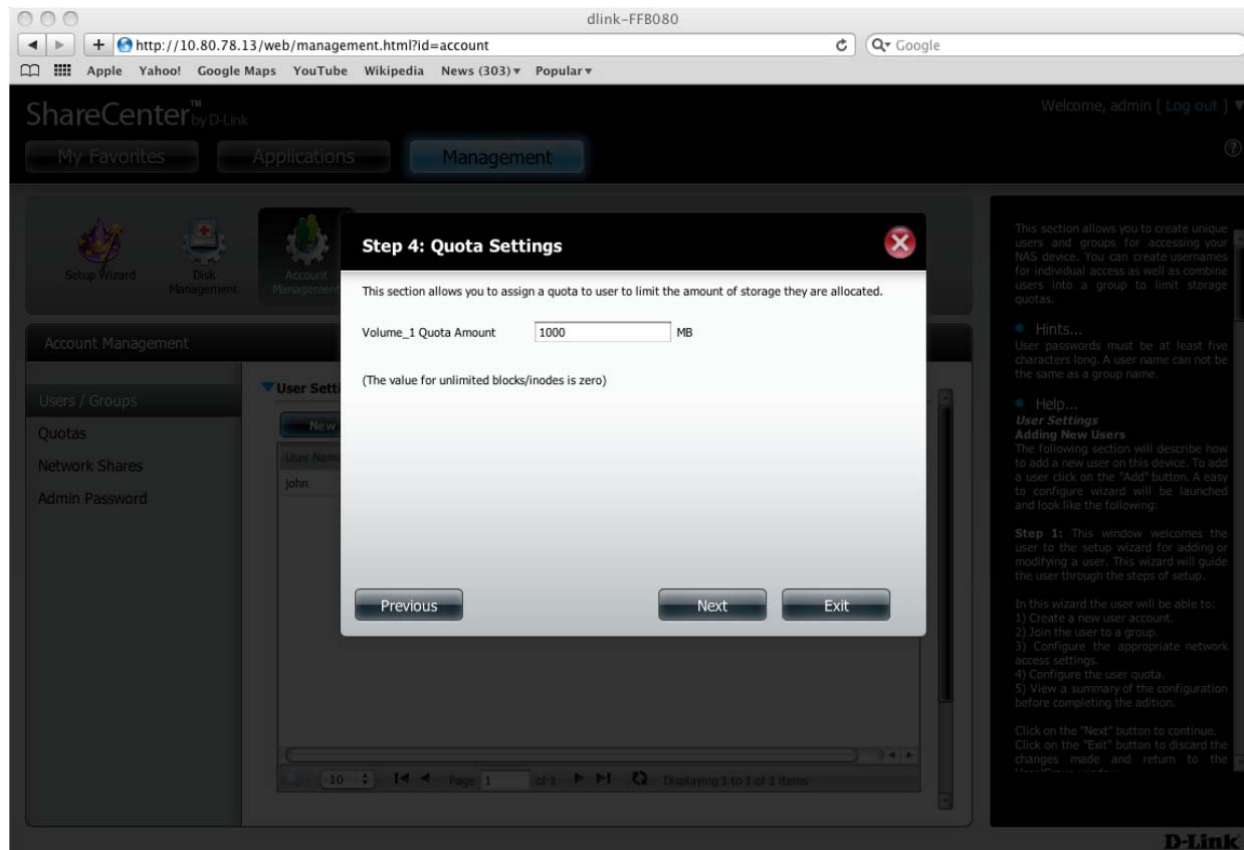 dlink-FFB080
http://10.80.78.13/web/management.html?id=account
Google
Apple Yahoo! Google Maps YouTube Wikipedia News (303) Popular
ShareCenter™ by D-Link
Welcome, admin [ Log out ]
My Favorites Applications Management
?
Setup Wizard
Disk Management
Account Management
Step 4: Quota Settings
This section allows you to assign a quota to user to limit the amount of storage they are allocated.
Volume_1 Quota Amount 1000 MB
(The value for unlimited blocks/inodes is zero)
Previous Next Exit
Account Management
Users / Groups
Quotas
Network Shares
Admin Password
User Setti
New
User Name
john
10 Page 1 of 1 Displaying 1 to 1 of 1 items
This section allows you to create unique
users and groups for accessing your
NAS device. You can create usernames
for individual access as well as combine
users into a group to limit storage
quotas.
Hints...
User passwords must be at least five
characters long. A user name can not be
the same as a group name.
Help...
User Settings
Adding New Users
The following section will describe how
to add a new user on this device. To add
a user click on the "Add" button. A easy
to configure wizard will be launched
and look like the following:
Step 1: This window welcomes the
user to the setup wizard for adding or
modifying a user. This wizard will guide
the user through the steps of setup.
In this wizard the user will be able to:
1) Create a new user account.
2) Join the user to a group.
3) Configure the appropriate network
access settings.
4) Configure the user quota.
5) View a summary of the configuration
before completing the adition.
Click on the "Next" button to continue.
Click on the "Exit" button to discard the
changes made and return to the
D-Link